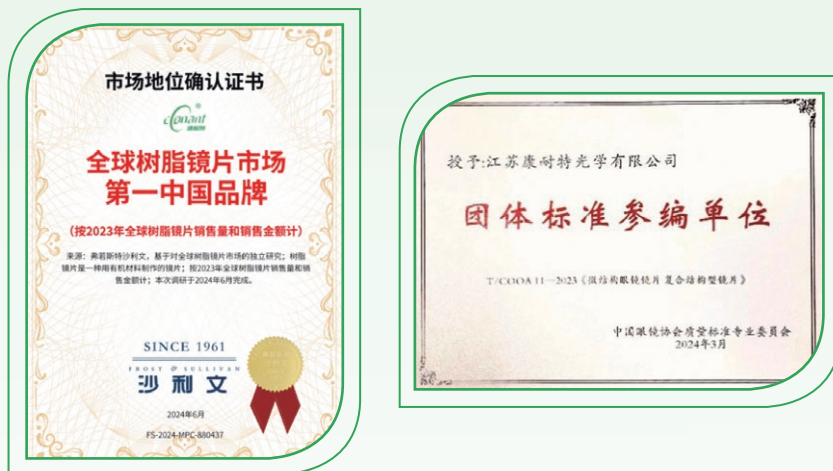 市场地位确认证书
Conant
康耐特
全球树脂镜片市场
第一中国品牌
（按2023年全球树脂镜片销售量和销售金额计）
来源：弗若斯特沙利文，基于对全球树脂镜片市场的独立研究；树脂
镜片是一种用有机材料制作的镜片；按2023年全球树脂镜片销售量和销
售金额计；本次调研于2024年6月完成。
SINCE 1961
FROST & SULLIVAN
沙利文
2024年6月
FS-2024-MPC-880437
授予:江苏康耐特光学有限公司
团体标准参编单位
T/COOA 11—2023《微结构眼镜镜片 复合结构型镜片》
中国眼镜协会质量标准专业委员会
2024年3月